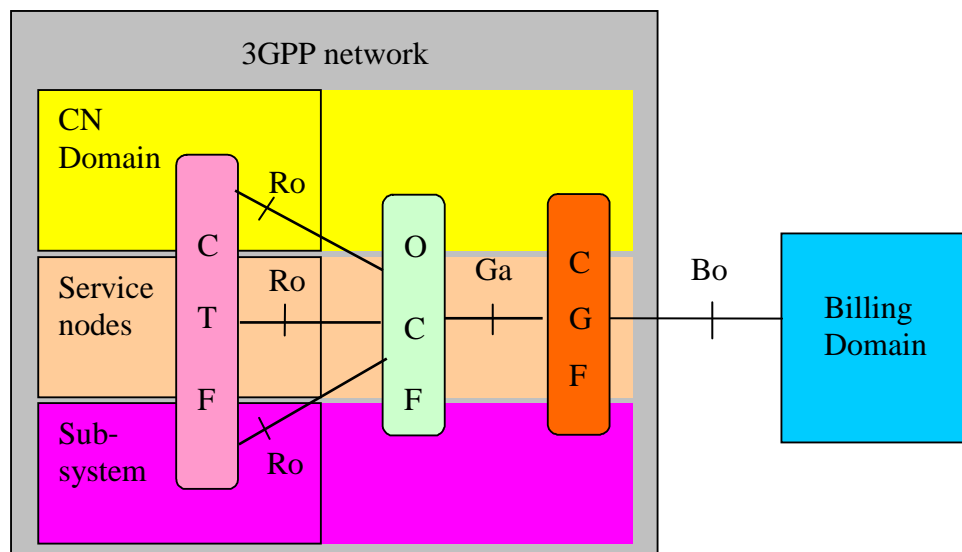 3GPP network
CN
Domain
Ro
C
T
F
O
C
F
C
G
F
Service
nodes
Ro
Ga
Bo
Billing
Domain
Sub-
system
Ro